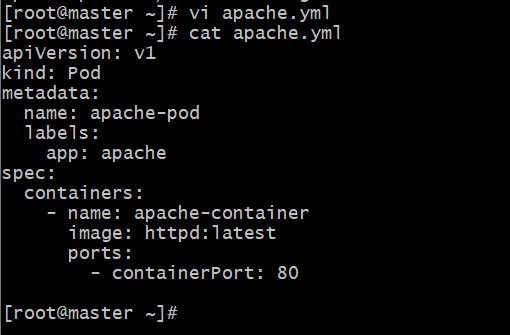 [root@master ~]# vi apache.yml
[root@master ~]# cat apache.yml
apiVersion: v1
kind: Pod
metadata:
  name: apache-pod
  labels:
    app: apache
spec:
  containers:
    - name: apache-container
      image: httpd:latest
      ports:
        - containerPort: 80

[root@master ~]#